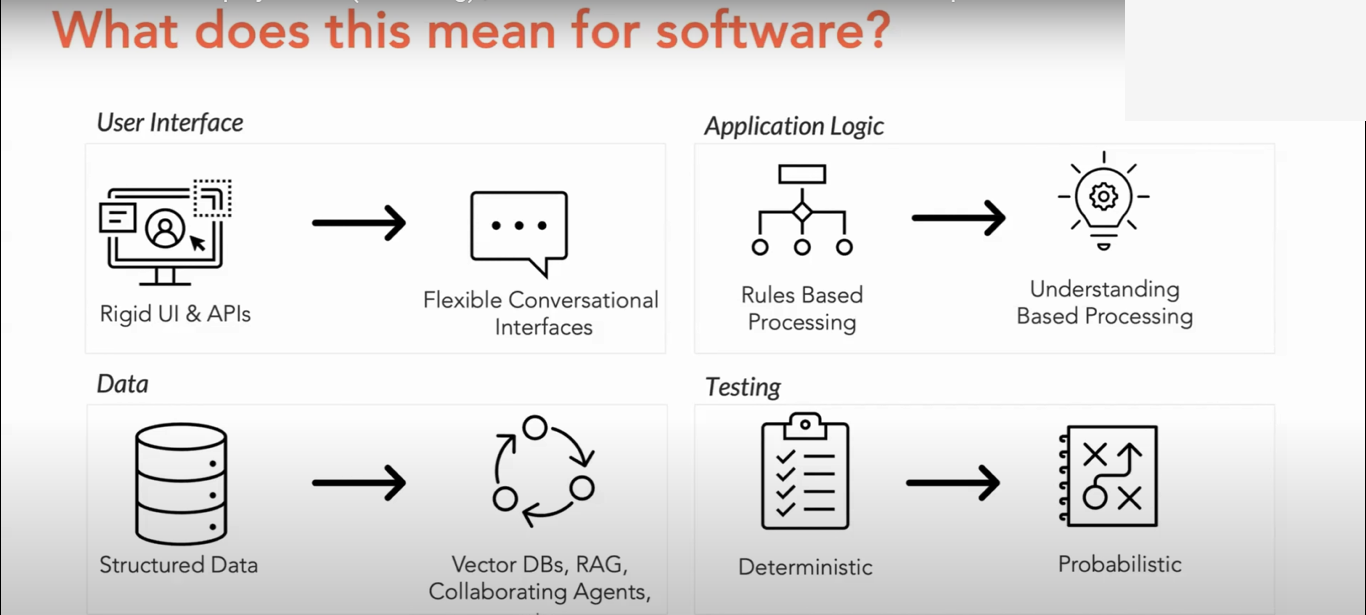 What does this mean for software?
User Interface
Rigid UI & APIs
Flexible Conversational
Interfaces
Application Logic
Rules Based
Processing
Understanding
Based Processing
Data
Structured Data
Vector DBs, RAG,
Collaborating Agents,
Testing
Deterministic
Probabilistic